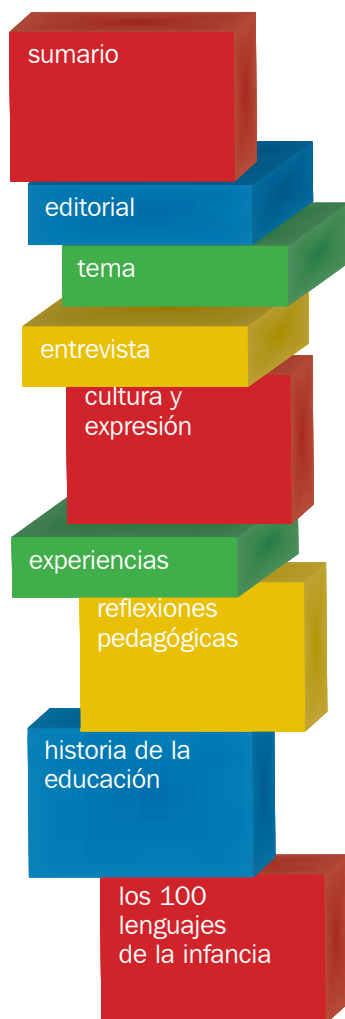 sumario
editorial
tema
entrevista
cultura y
expresión
experiencias
reflexiones
pedagógicas
historia de la
educación
los 100
lenguajes
de la infancia